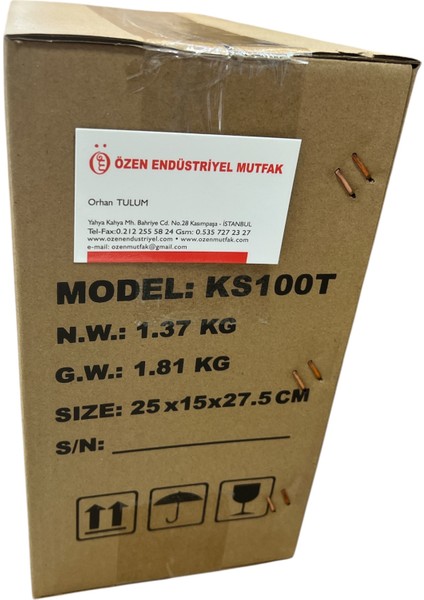 ÖZEN ENDÜSTRİYEL MUTFAK
Orhan TULUM
Yahya Kahya Mh. Bahriye Cd. No.28 Kasımpaşa - İSTANBUL
Tel-Fax:0.212 255 58 24 Gsm: 0.535 727 23 27
www.ozenendustriyel.com • www.ozenmutfak.com
e-mail: ozenmutfak@gmail.com
MODEL: KS100T
N.W.: 1.37 KG
G.W.: 1.81 KG
SIZE: 25x15x27.5CM
S/N: